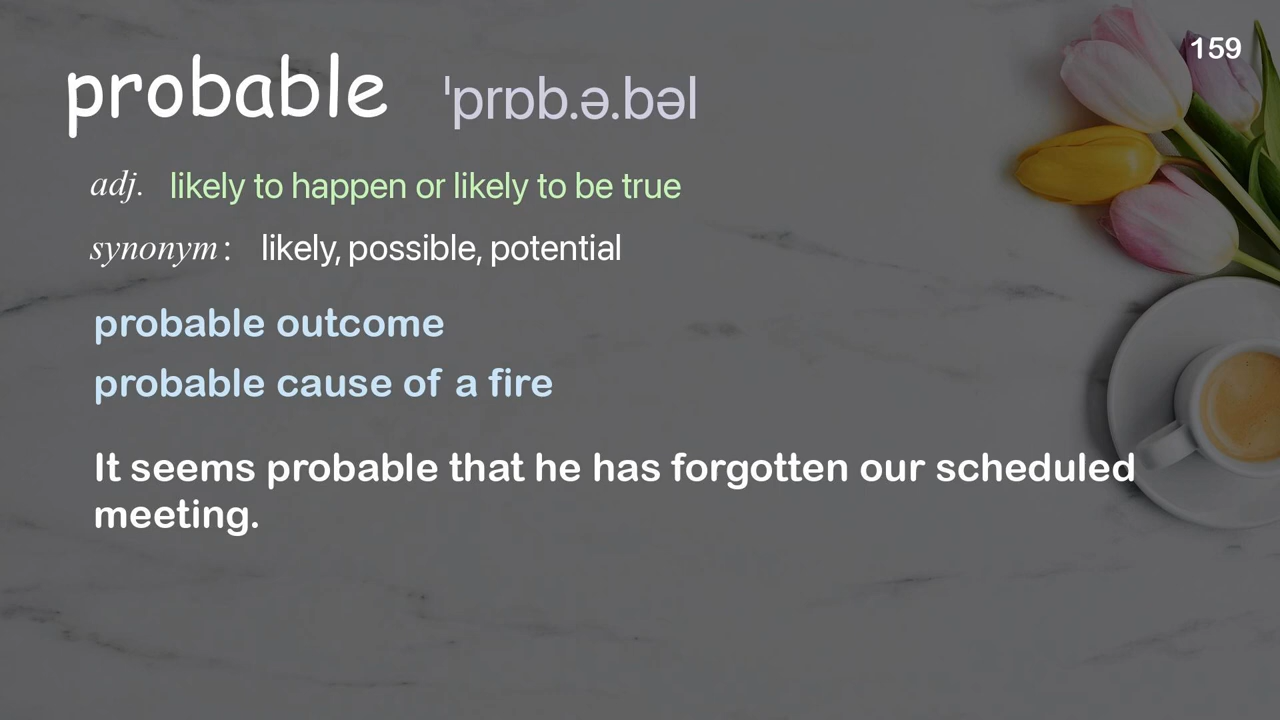 159
probable ˈprɒb.ə.bəl
adj. likely to happen or likely to be true
synonym: likely, possible, potential
probable outcome
probable cause of a fire
It seems probable that he has forgotten our scheduled
meeting.